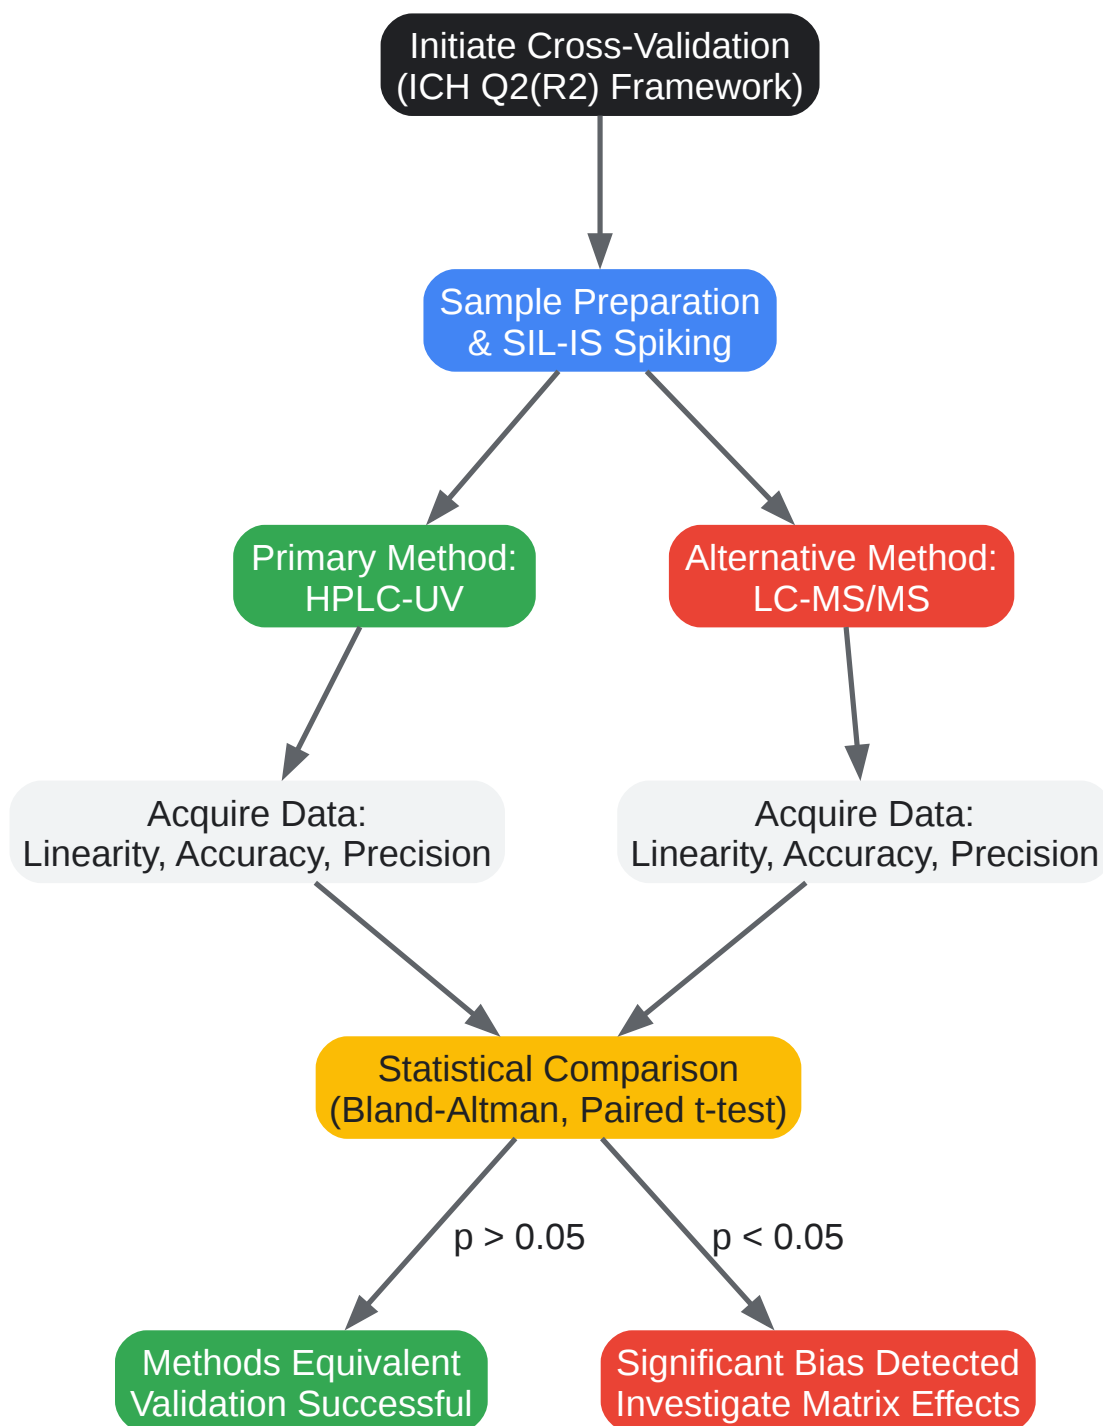 Initiate Cross-Validation
(ICH Q2(R2) Framework)
Sample Preparation
& SIL-IS Spiking
Primary Method:
HPLC-UV
Alternative Method:
LC-MS/MS
Acquire Data:
Linearity, Accuracy, Precision
Acquire Data:
Linearity, Accuracy, Precision
Statistical Comparison
(Bland-Altman, Paired t-test)
p > 0.05
p < 0.05
Methods Equivalent
Validation Successful
Significant Bias Detected
Investigate Matrix Effects